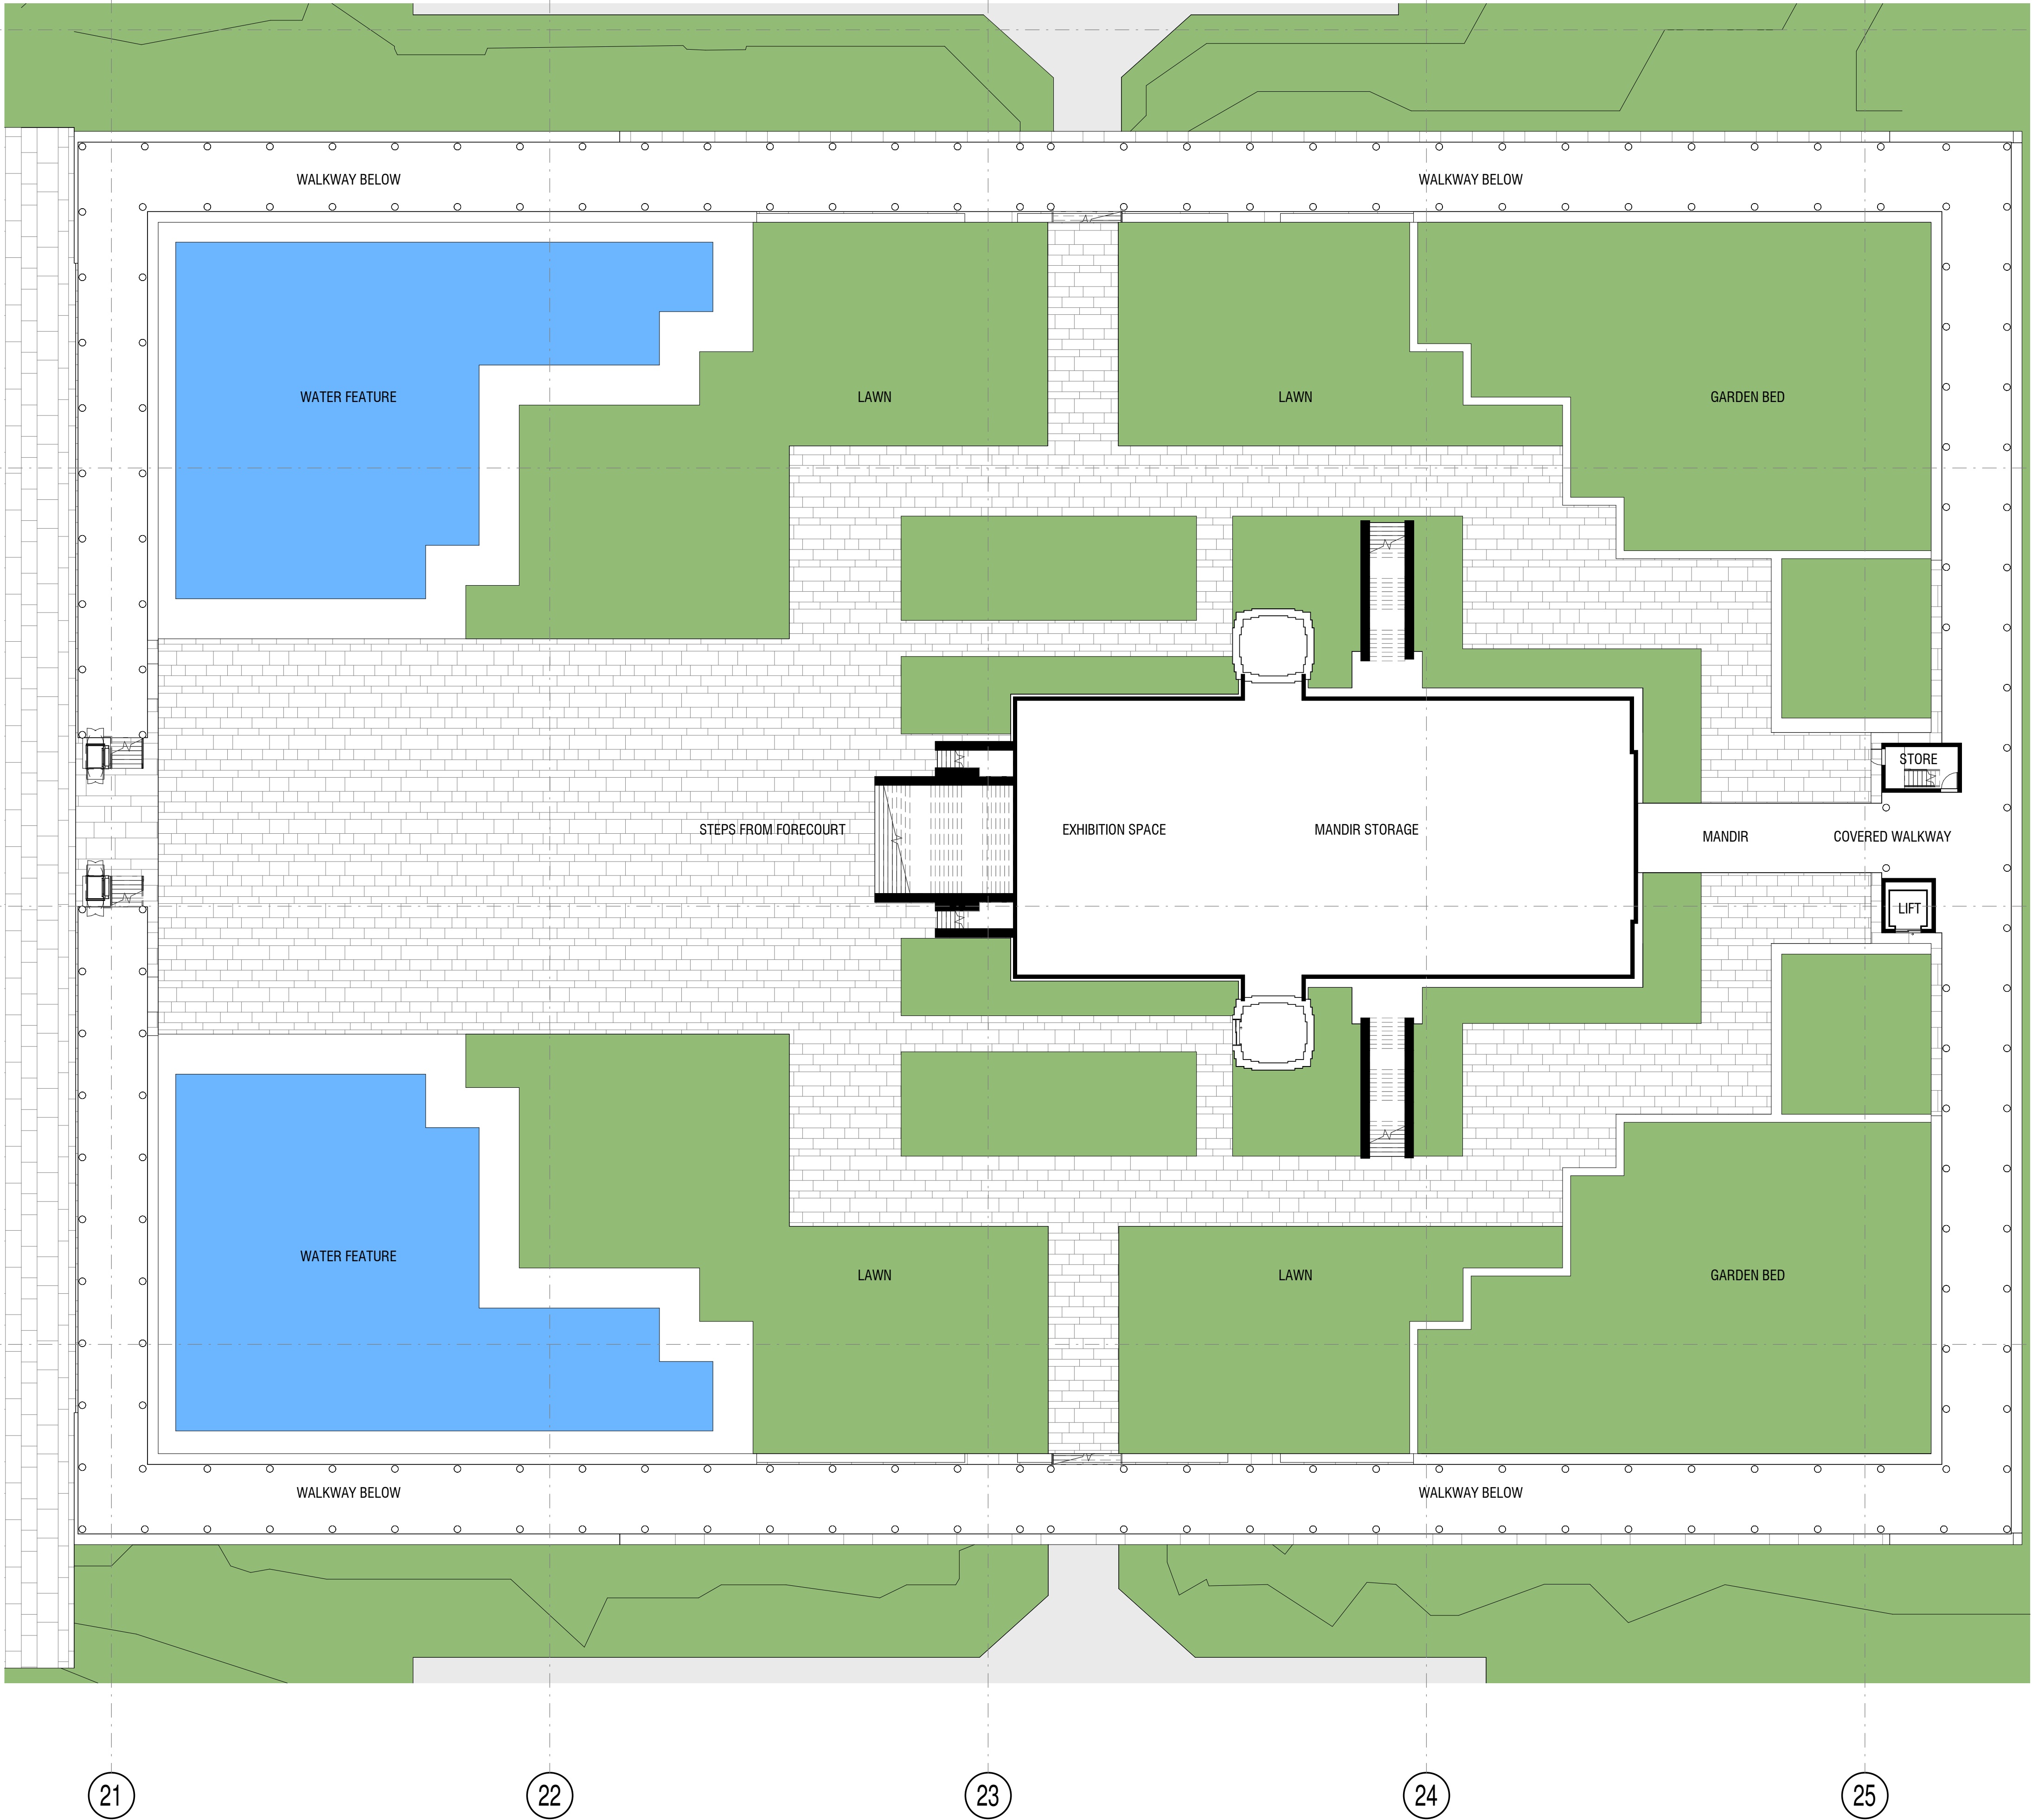 WALKWAY BELOW
WALKWAY BELOW
WATER FEATURE
LAWN
LAWN
GARDEN BED
STORE
STEPS FROM FORECOURT
EXHIBITION SPACE
MANDIR STORAGE
MANDIR
COVERED WALKWAY
LIFT
WATER FEATURE
LAWN
LAWN
GARDEN BED
WALKWAY BELOW
WALKWAY BELOW
21
22
23
24
25